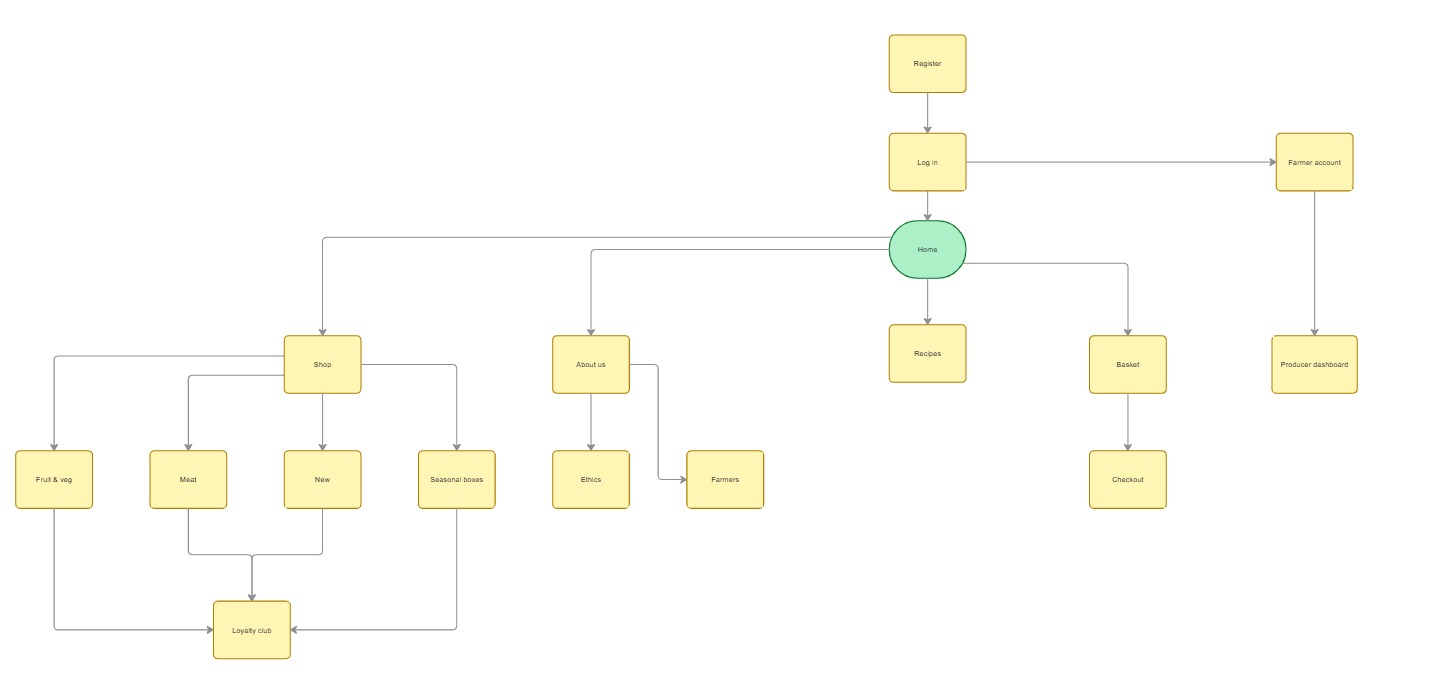 Register
Log in
Farmer account
Home
Recipes
Shop
About us
Basket
Producer dashboard
Fruit & veg
Meat
New
Seasonal boxes
Ethics
Farmers
Checkout
Loyalty club